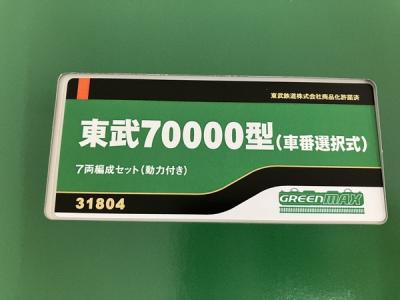 東武鉄道株式会社商品化許諾済
東武70000型(車番選択式)
7両編成セット(動力付き)
31804
GREENMAX